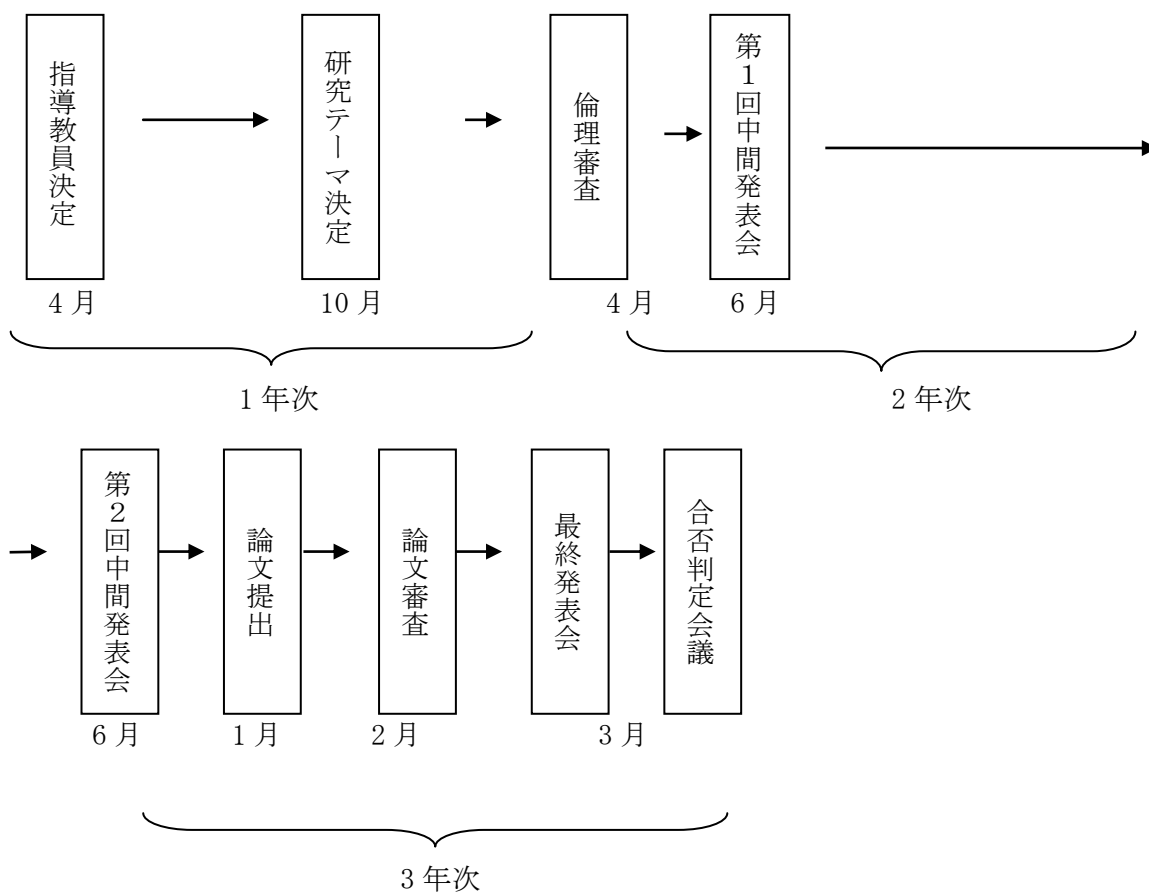 指導教員決定
研究テーマ決定
倫理審査
第1回中間発表会
4月
10月
4月
6月
1年次
2年次
第2回中間発表会
論文提出
論文審査
最終発表会
合否判定会議
6月
1月
2月
3月
3年次